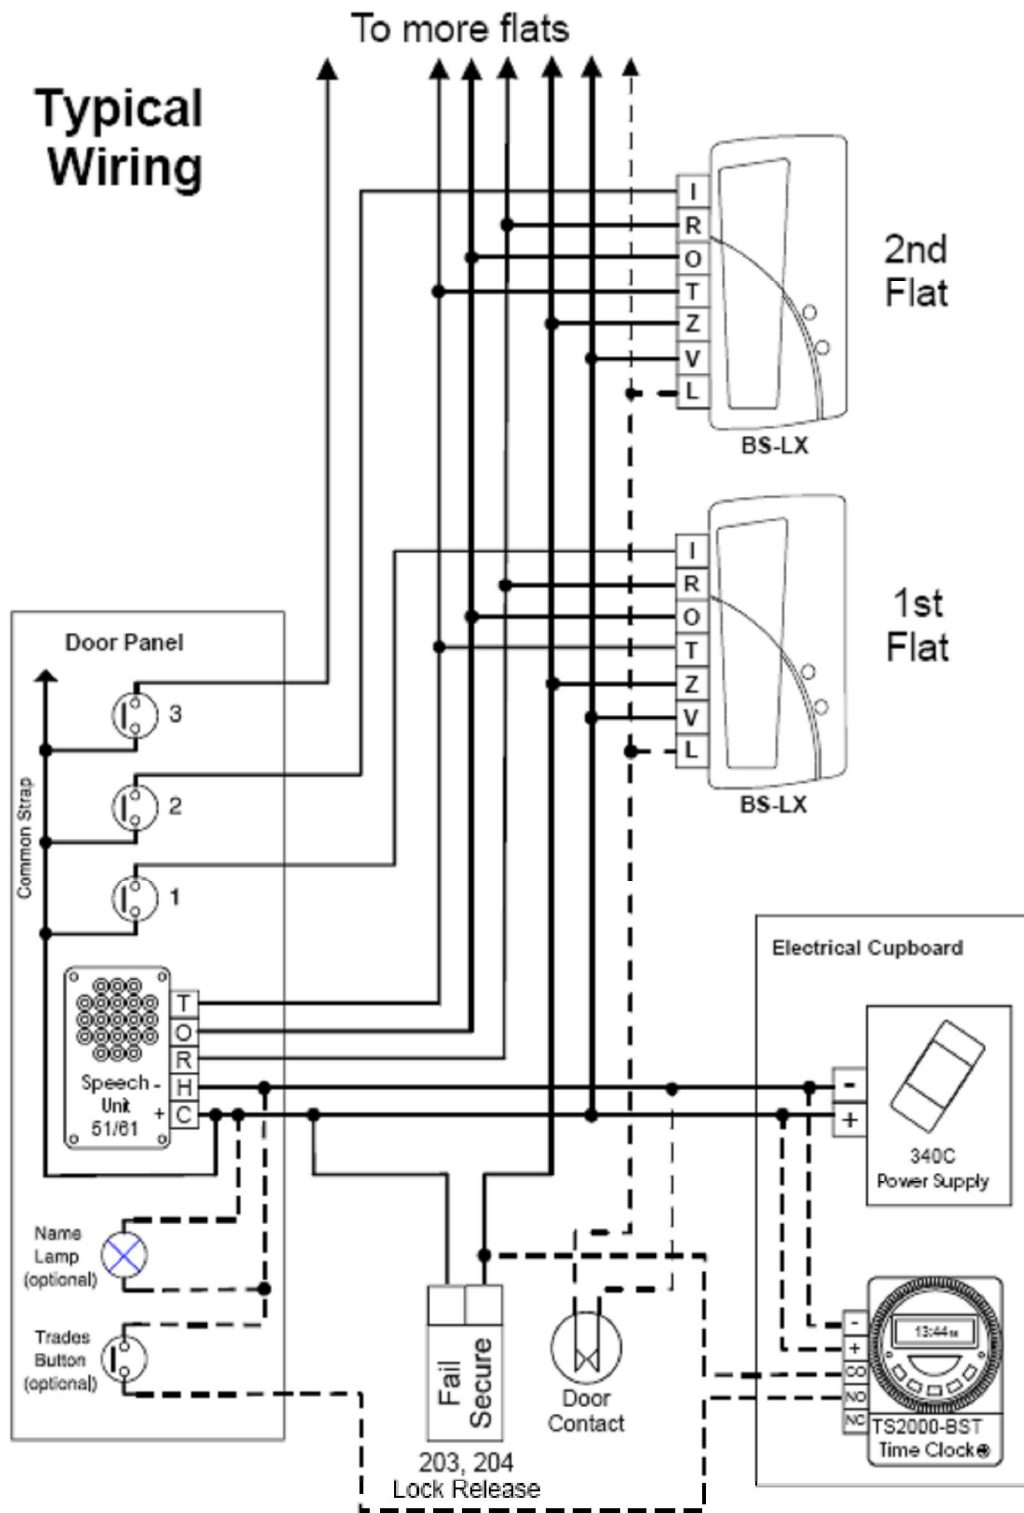 To more flats
Typical
Wiring
I
R
O
T
Z
V
L
2nd
Flat
BS-LX
I
R
O
T
Z
V
L
1st
Flat
BS-LX
Door Panel
3
2
1
Common Strap
T
O
R
- H
+ C
Speech
Unit
51/61
Name
Lamp
(optional)
Trades
Button
(optional)
Fail
Secure
203, 204
Lock Release
Door
Contact
Electrical Cupboard
-
+
340C
Power Supply
-
+
CO
NO
NC
13:44
TS2000-BST
Time Clock